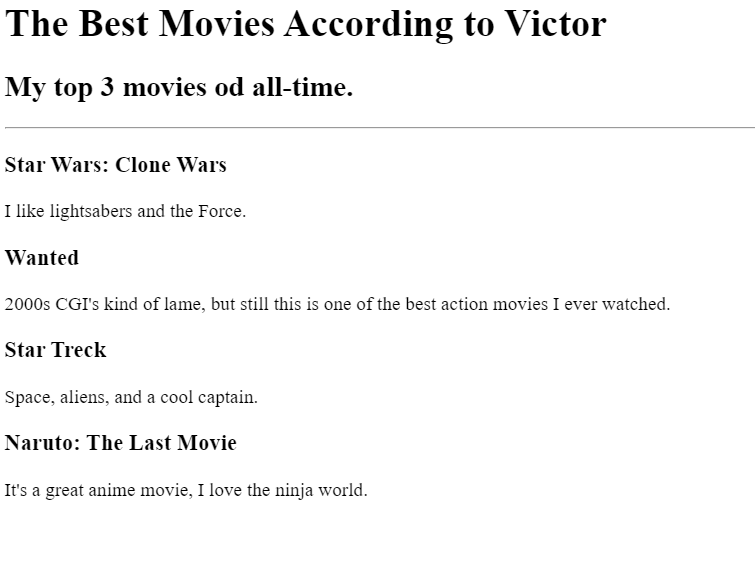 The Best Movies According to Victor
My top 3 movies od all-time.
Star Wars: Clone Wars
I like lightsabers and the Force.
Wanted
2000s CGI's kind of lame, but still this is one of the best action movies I ever watched.
Star Treck
Space, aliens, and a cool captain.
Naruto: The Last Movie
It's a great anime movie, I love the ninja world.